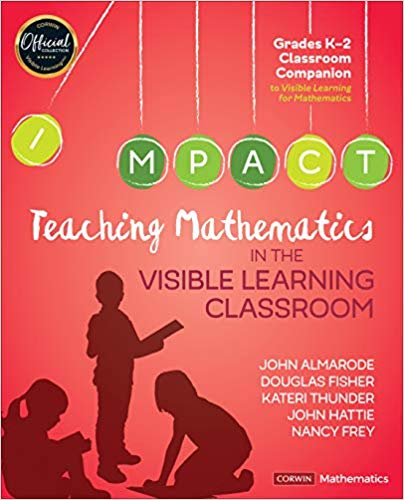 CORWIN
Official
COLLECTION
Visible Learning
Grades K–2
Classroom
Companion
to Visible Learning
for Mathematics
I MPACT
Teaching Mathematics
IN THE
VISIBLE LEARNING
CLASSROOM
JOHN ALMARODE
DOUGLAS FISHER
KATERI THUNDER
JOHN HATTIE
NANCY FREY
CORWIN Mathematics